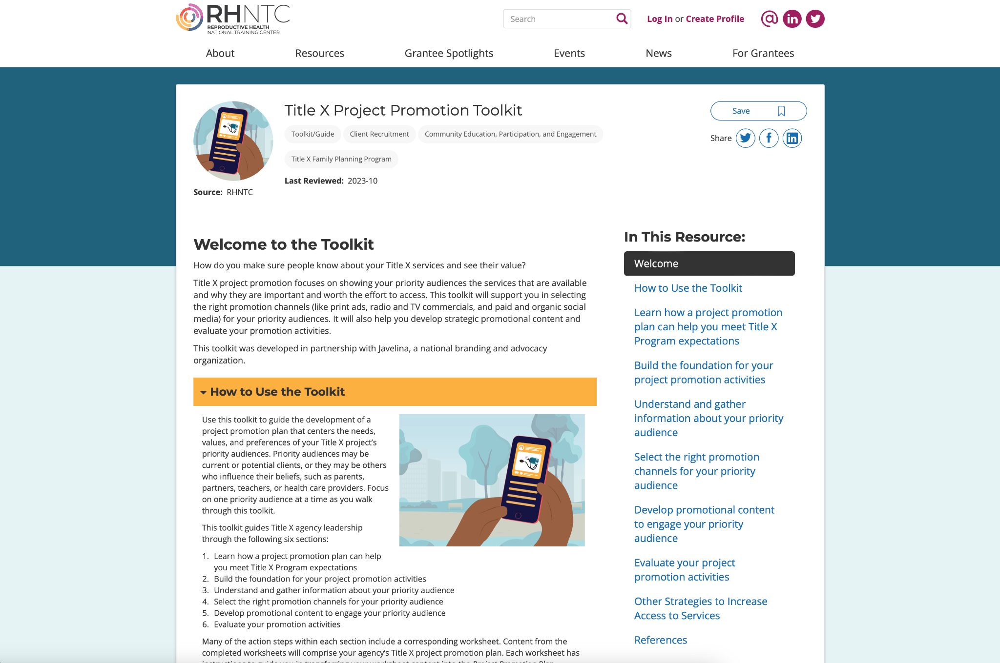 RHNTC
REPRODUCTIVE HEALTH
NATIONAL TRAINING CENTER
Search
Log In or Create Profile
About
Resources
Grantee Spotlights
Events
News
For Grantees
Title X Project Promotion Toolkit
Toolkit/Guide
Client Recruitment
Community Education, Participation, and Engagement
Title X Family Planning Program
Last Reviewed: 2023-10
Source: RHNTC
Save
Share
Welcome to the Toolkit
How do you make sure people know about your Title X services and see their value?
Title X project promotion focuses on showing your priority audiences the services that are available
and why they are important and worth the effort to access. This toolkit will support you in selecting
the right promotion channels (like print ads, radio and TV commercials, and paid and organic social
media) for your priority audiences. It will also help you develop strategic promotional content and
evaluate your promotion activities.
This toolkit was developed in partnership with Javelina, a national branding and advocacy
organization.
How to Use the Toolkit
Use this toolkit to guide the development of a
project promotion plan that centers the needs,
values, and preferences of your Title X project's
priority audiences. Priority audiences may be
current or potential clients, or they may be others
who influence their beliefs, such as parents,
partners, teachers, or health care providers. Focus
on one priority audience at a time as you walk
through this toolkit.
This toolkit guides Title X agency leadership
through the following six sections:
1. Learn how a project promotion plan can help
you meet Title X Program expectations
2. Build the foundation for your project promotion activities
3. Understand and gather information about your priority audience
4. Select the right promotion channels for your priority audience
5. Develop promotional content to engage your priority audience
6. Evaluate your promotion activities
Many of the action steps within each section include a corresponding worksheet. Content from the
completed worksheets will comprise your agency's Title X project promotion plan. Each worksheet has
instructions to guide you in transferring your worksheet content into the Project Promotion Plan
In This Resource:
Welcome
How to Use the Toolkit
Learn how a project promotion
plan can help you meet Title X
Program expectations
Build the foundation for your
project promotion activities
Understand and gather
information about your priority
audience
Select the right promotion
channels for your priority
audience
Develop promotional content
to engage your priority
audience
Evaluate your project
promotion activities
Other Strategies to Increase
Access to Services
References